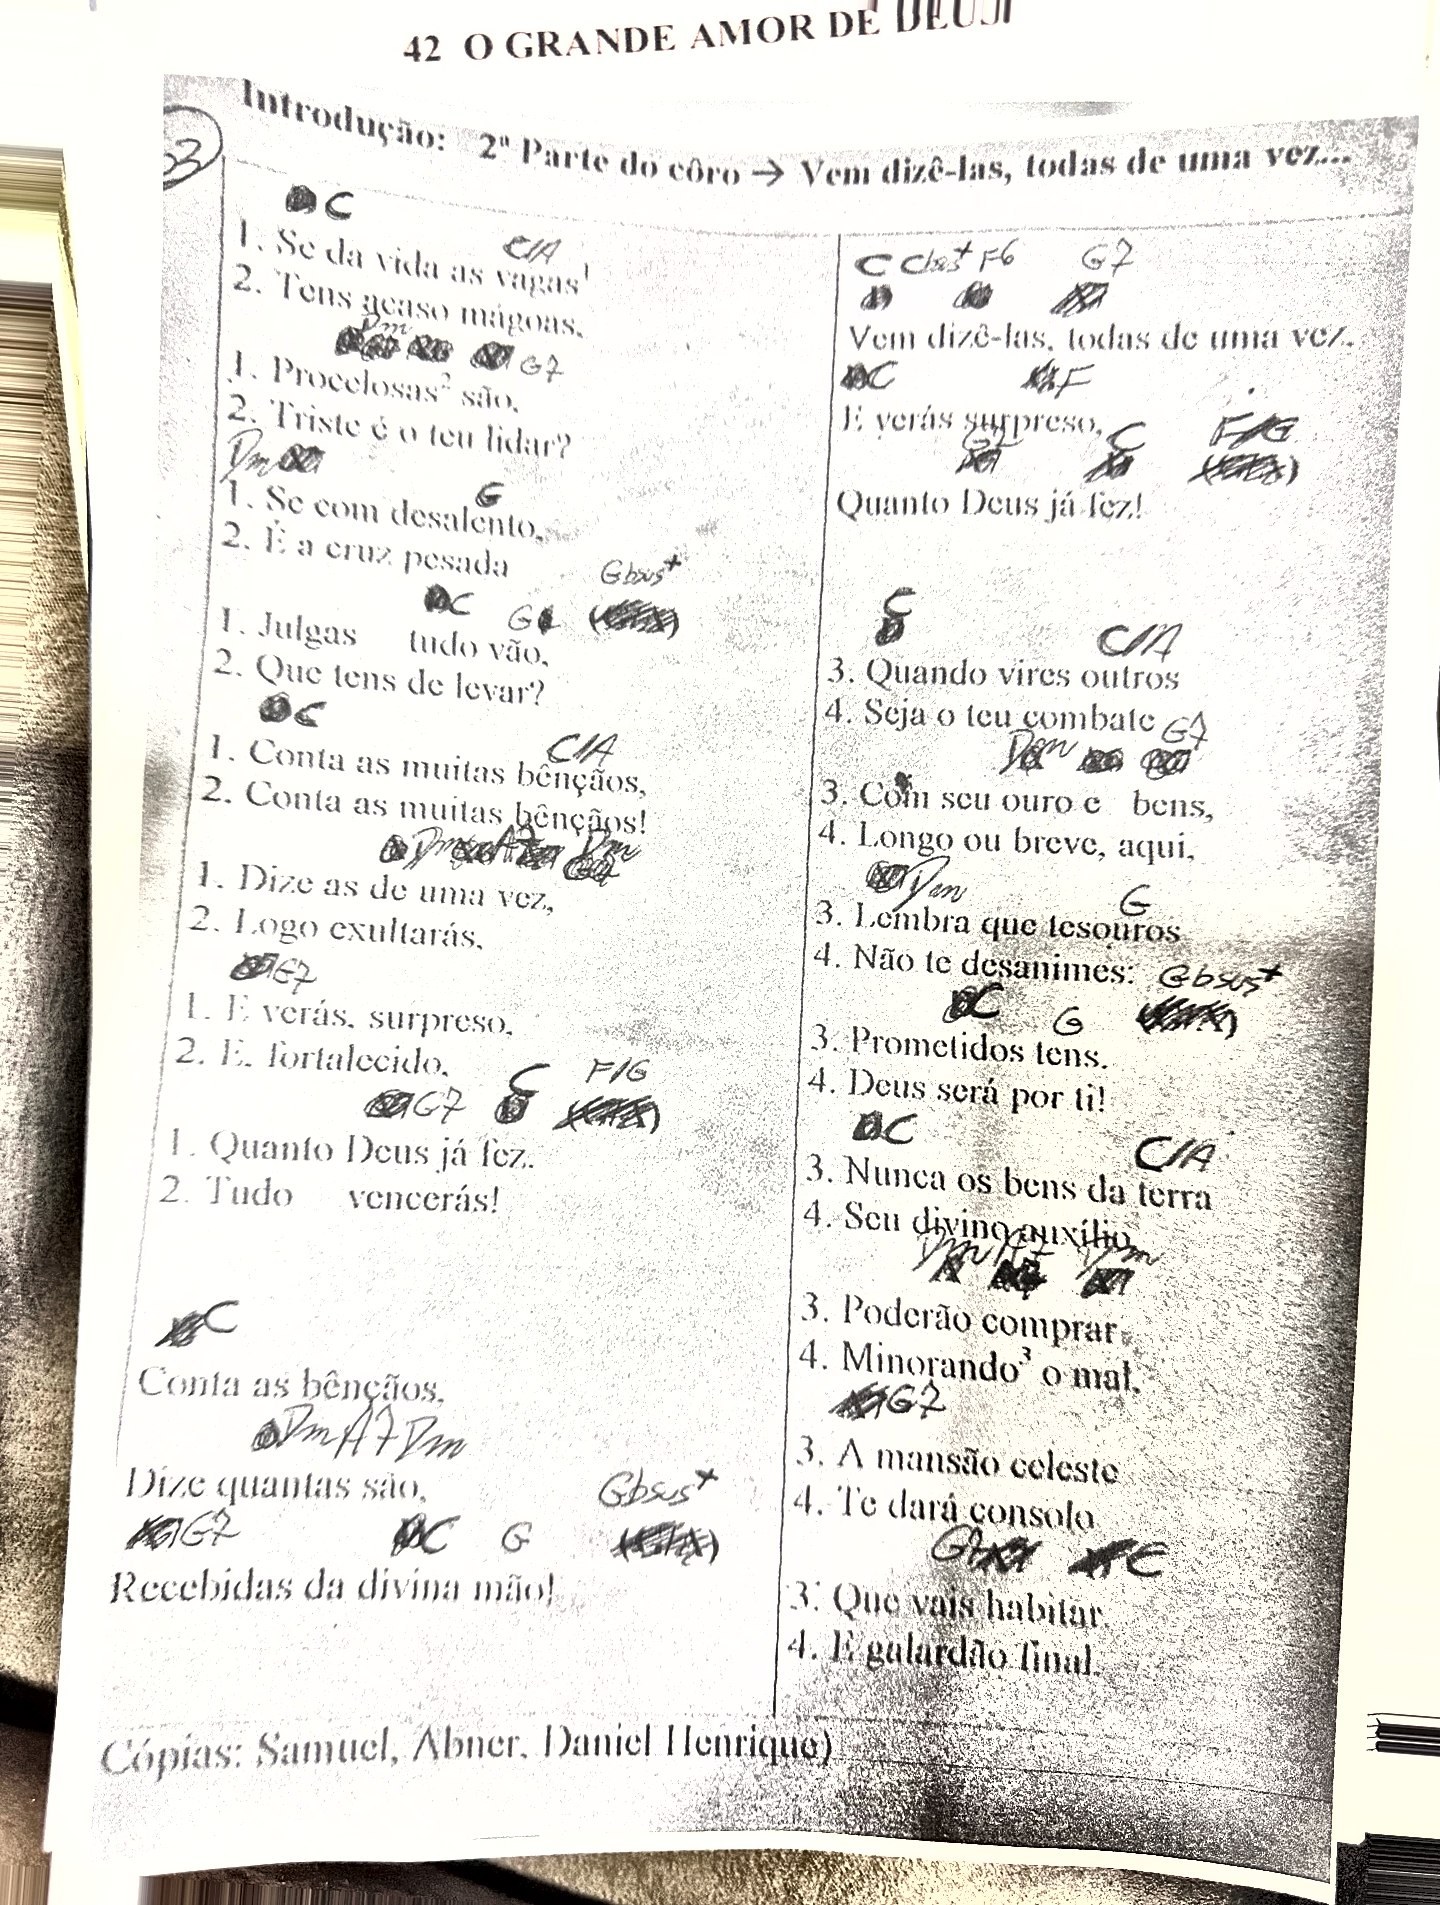 42 O GRANDE AMOR DE
Introdução: 2ª Parte do côro → Vem dizê-las, todas de uma vez...
C
C/A
1. Se da vida as vagas¹
2. Tens acaso mágoas,
Dm G7
1. Procelosas² são,
2. Triste é o teu lidar?
Dm
G
1. Se com desalento,
2. É a cruz pesada
Gbsus+
C G
1. Julgas tudo vão,
2. Que tens de levar?
C
C/A
1. Conta as muitas bênçãos,
2. Conta as muitas bênçãos!
Dm A7 Dm
1. Dize as de uma vez,
2. Logo exultarás,
G7
1. E verás, surpreso,
2. E, fortalecido,
G7 C F/G
1. Quanto Deus já fez.
2. Tudo vencerás!
C
Conta as bênçãos,
Dm A7 Dm
Dize quantas são,
Gbsus+
G7 C G
Recebidas da divina mão!
C F6 G7
Vem dizê-las, todas de uma vez,
C F
E verás surpreso,
G7 C F/G
Quanto Deus já fez!
C
C/A
3. Quando vires outros
4. Seja o teu combate
Dm G7
3. Com seu ouro e bens,
4. Longo ou breve, aqui,
Dm G
3. Lembra que tesouros
4. Não te desanimes:
Gbsus+
C G
3. Prometidos tens.
4. Deus será por ti!
C
C/A
3. Nunca os bens da terra
4. Seu divino auxílio,
Dm A7 Dm
3. Poderão comprar
4. Minorando³ o mal,
G7
3. A mansão celeste
4. Te dará consolo
G7 C
3. Que vais habitar.
4. E galardão final.
Cópias: Samuel, Abner, Daniel Henrique)